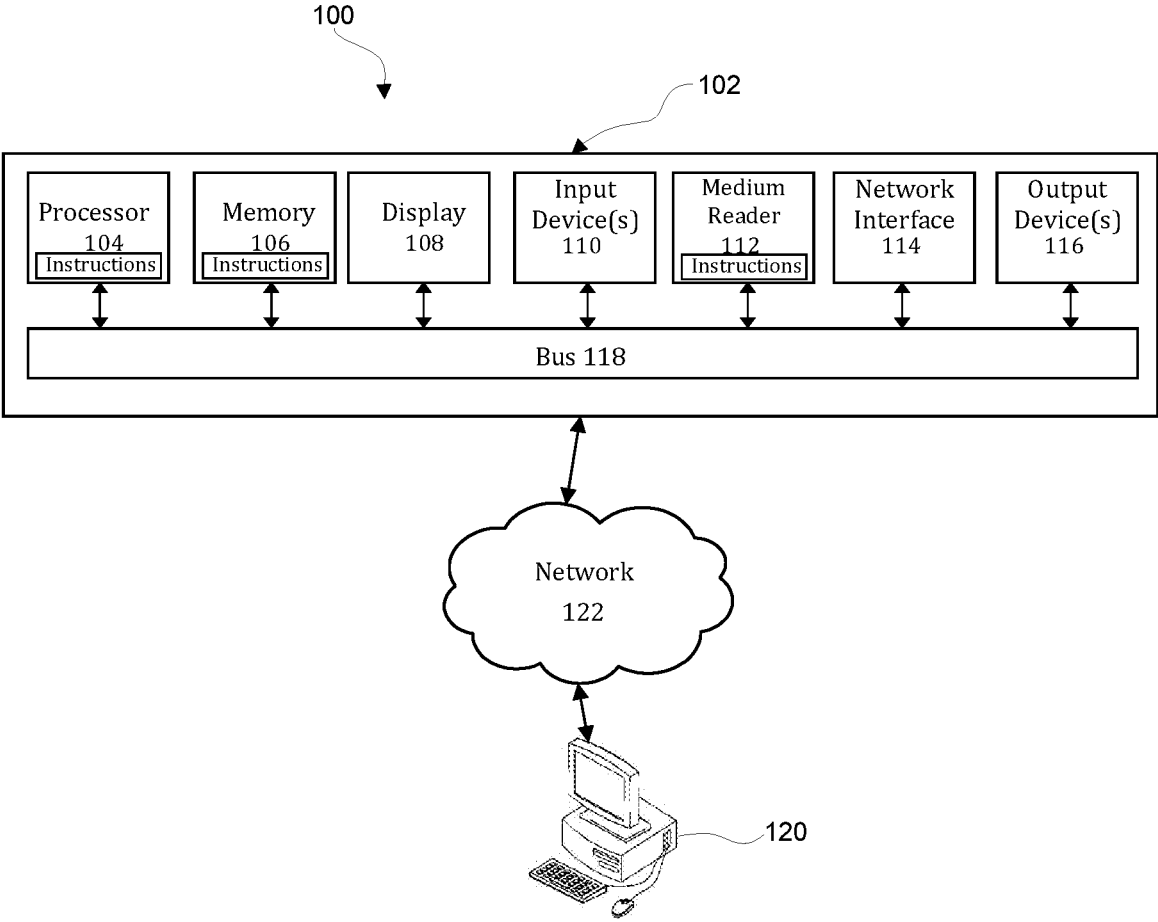 100
102
Processor
104
Instructions
Memory
106
Instructions
Display
108
Input
Device(s)
110
Medium
Reader
112
Instructions
Network
Interface
114
Output
Device(s)
116
Bus 118
Network
122
120